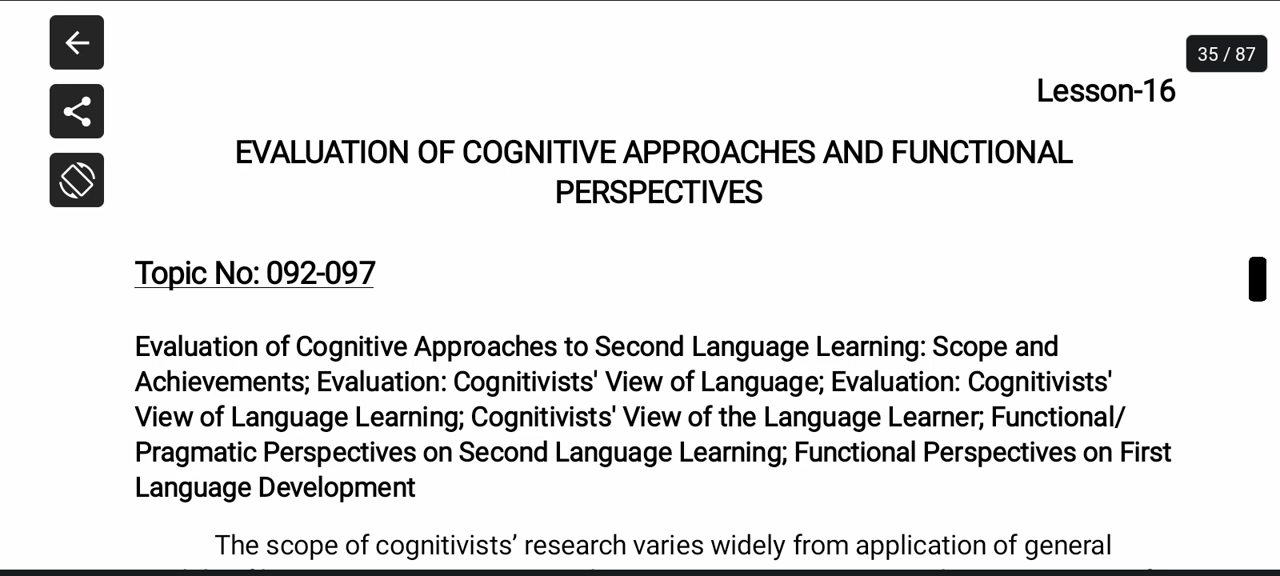 35 / 87
Lesson-16
EVALUATION OF COGNITIVE APPROACHES AND FUNCTIONAL
PERSPECTIVES
Topic No: 092-097
Evaluation of Cognitive Approaches to Second Language Learning: Scope and
Achievements; Evaluation: Cognitivists' View of Language; Evaluation: Cognitivists'
View of Language Learning; Cognitivists' View of the Language Learner; Functional/
Pragmatic Perspectives on Second Language Learning; Functional Perspectives on First
Language Development
The scope of cognitivists’ research varies widely from application of general